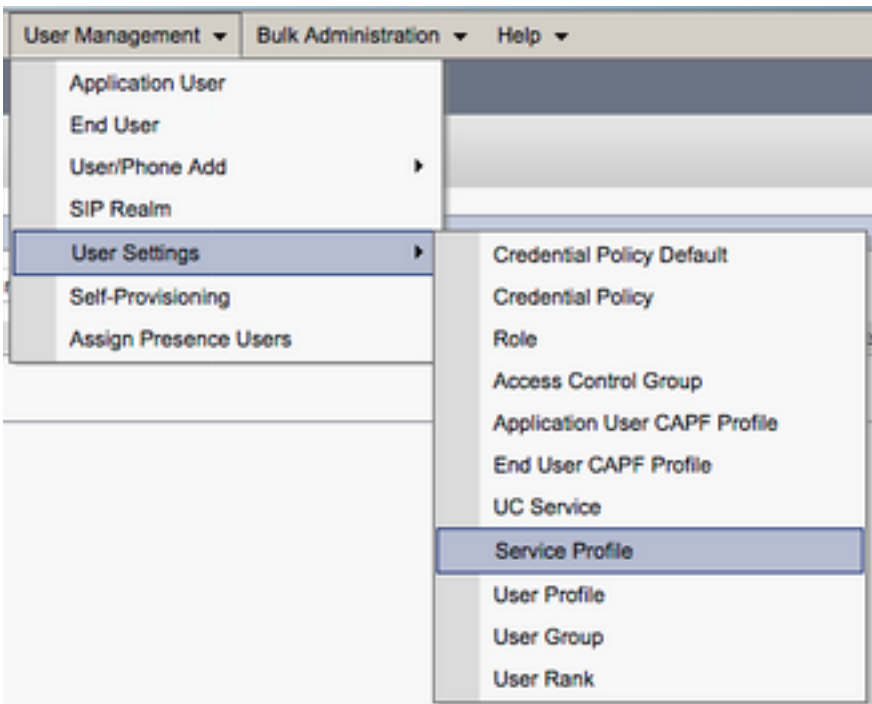 User Management Bulk Administration Help
Application User
End User
User/Phone Add
SIP Realm
User Settings
Self-Provisioning
Assign Presence Users
Credential Policy Default
Credential Policy
Role
Access Control Group
Application User CAPF Profile
End User CAPF Profile
UC Service
Service Profile
User Profile
User Group
User Rank